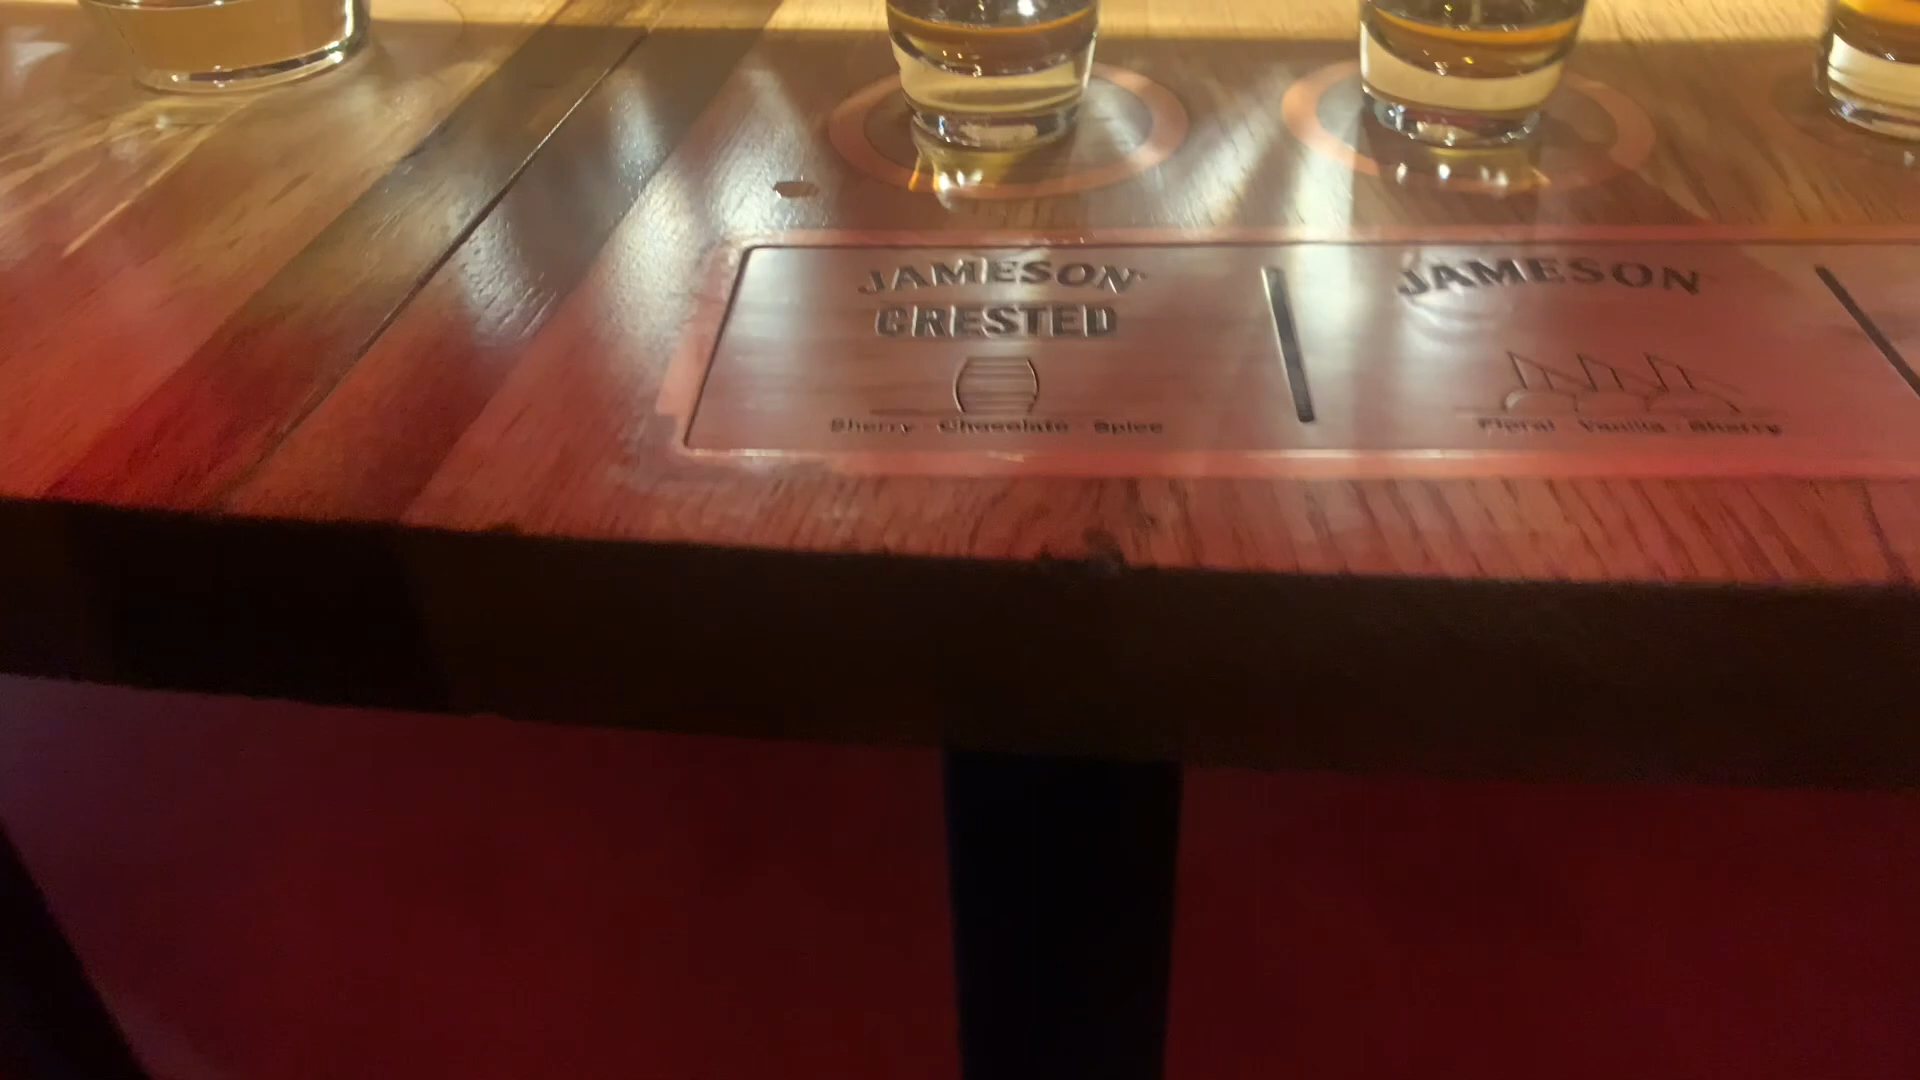 JAMESON
CRESTED
Sherry · Chocolate · Spice
JAMESON
Floral · Vanilla · Sherry